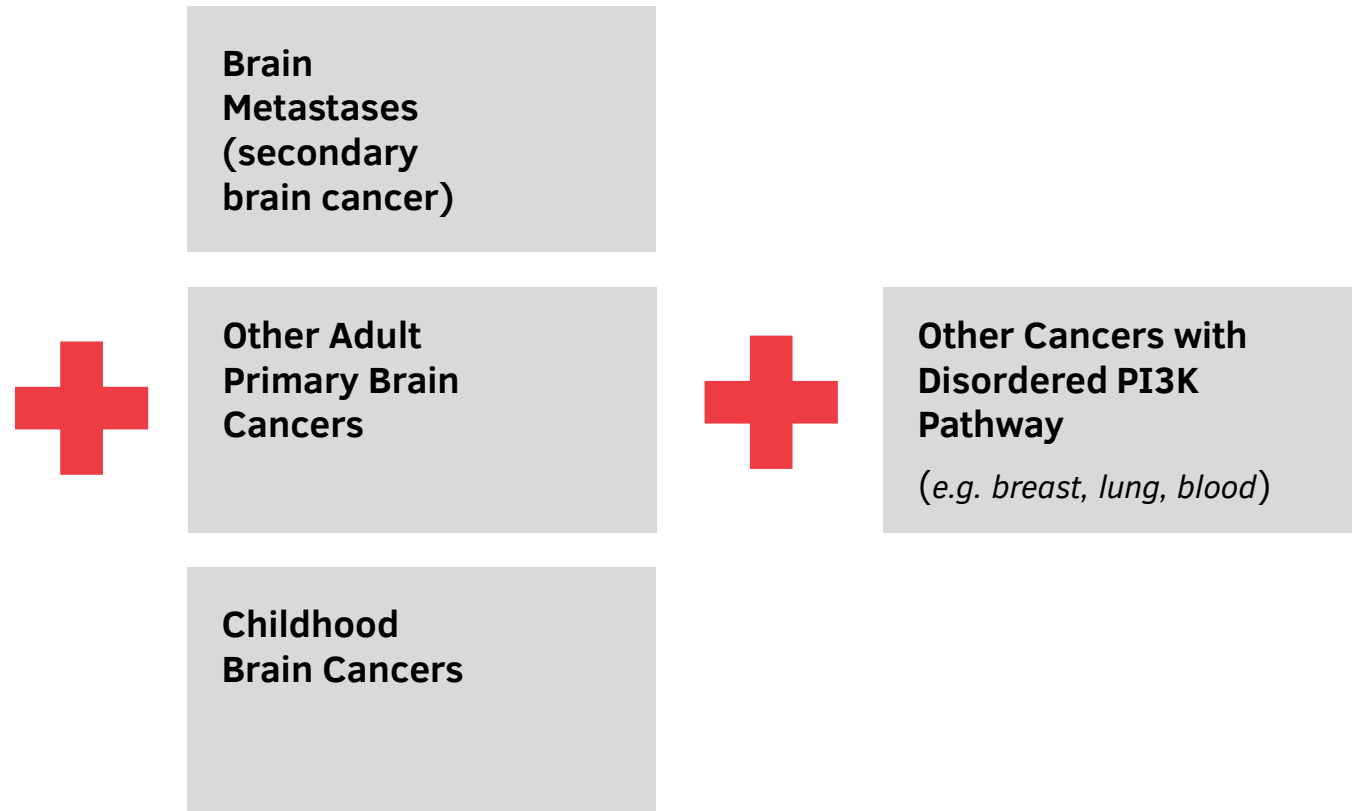 Brain
Metastases
(secondary
brain cancer)
Other Adult
Primary Brain
Cancers
Childhood
Brain Cancers
Other Cancers with
Disordered PI3K
Pathway
(e.g. breast, lung, blood)